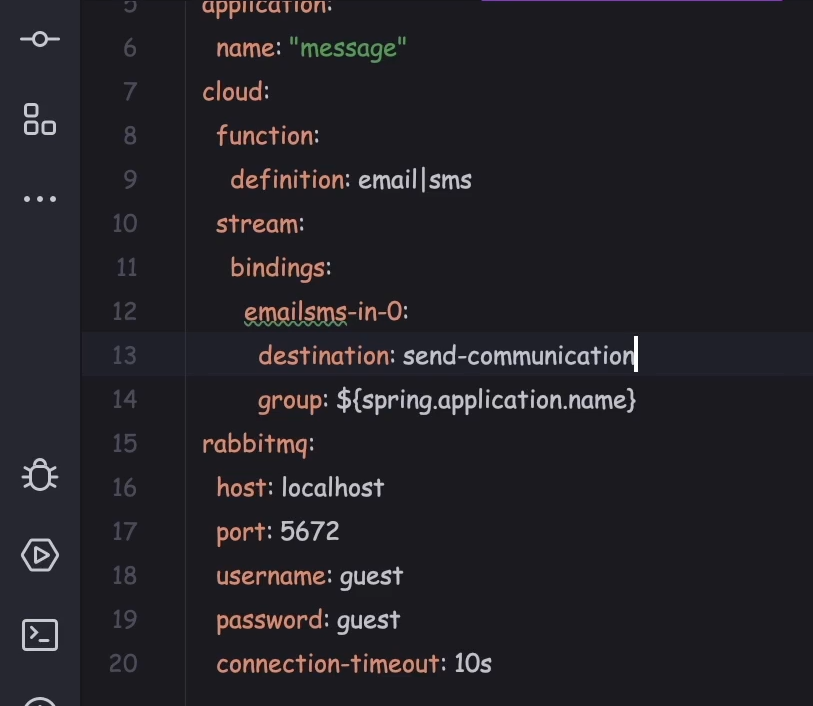 5 application:
6 name: "message"
7 cloud:
8 function:
9 definition: email|sms
10 stream:
11 bindings:
12 emailsms-in-0:
13 destination: send-communication
14 group: ${spring.application.name}
15 rabbitmq:
16 host: localhost
17 port: 5672
18 username: guest
19 password: guest
20 connection-timeout: 10s